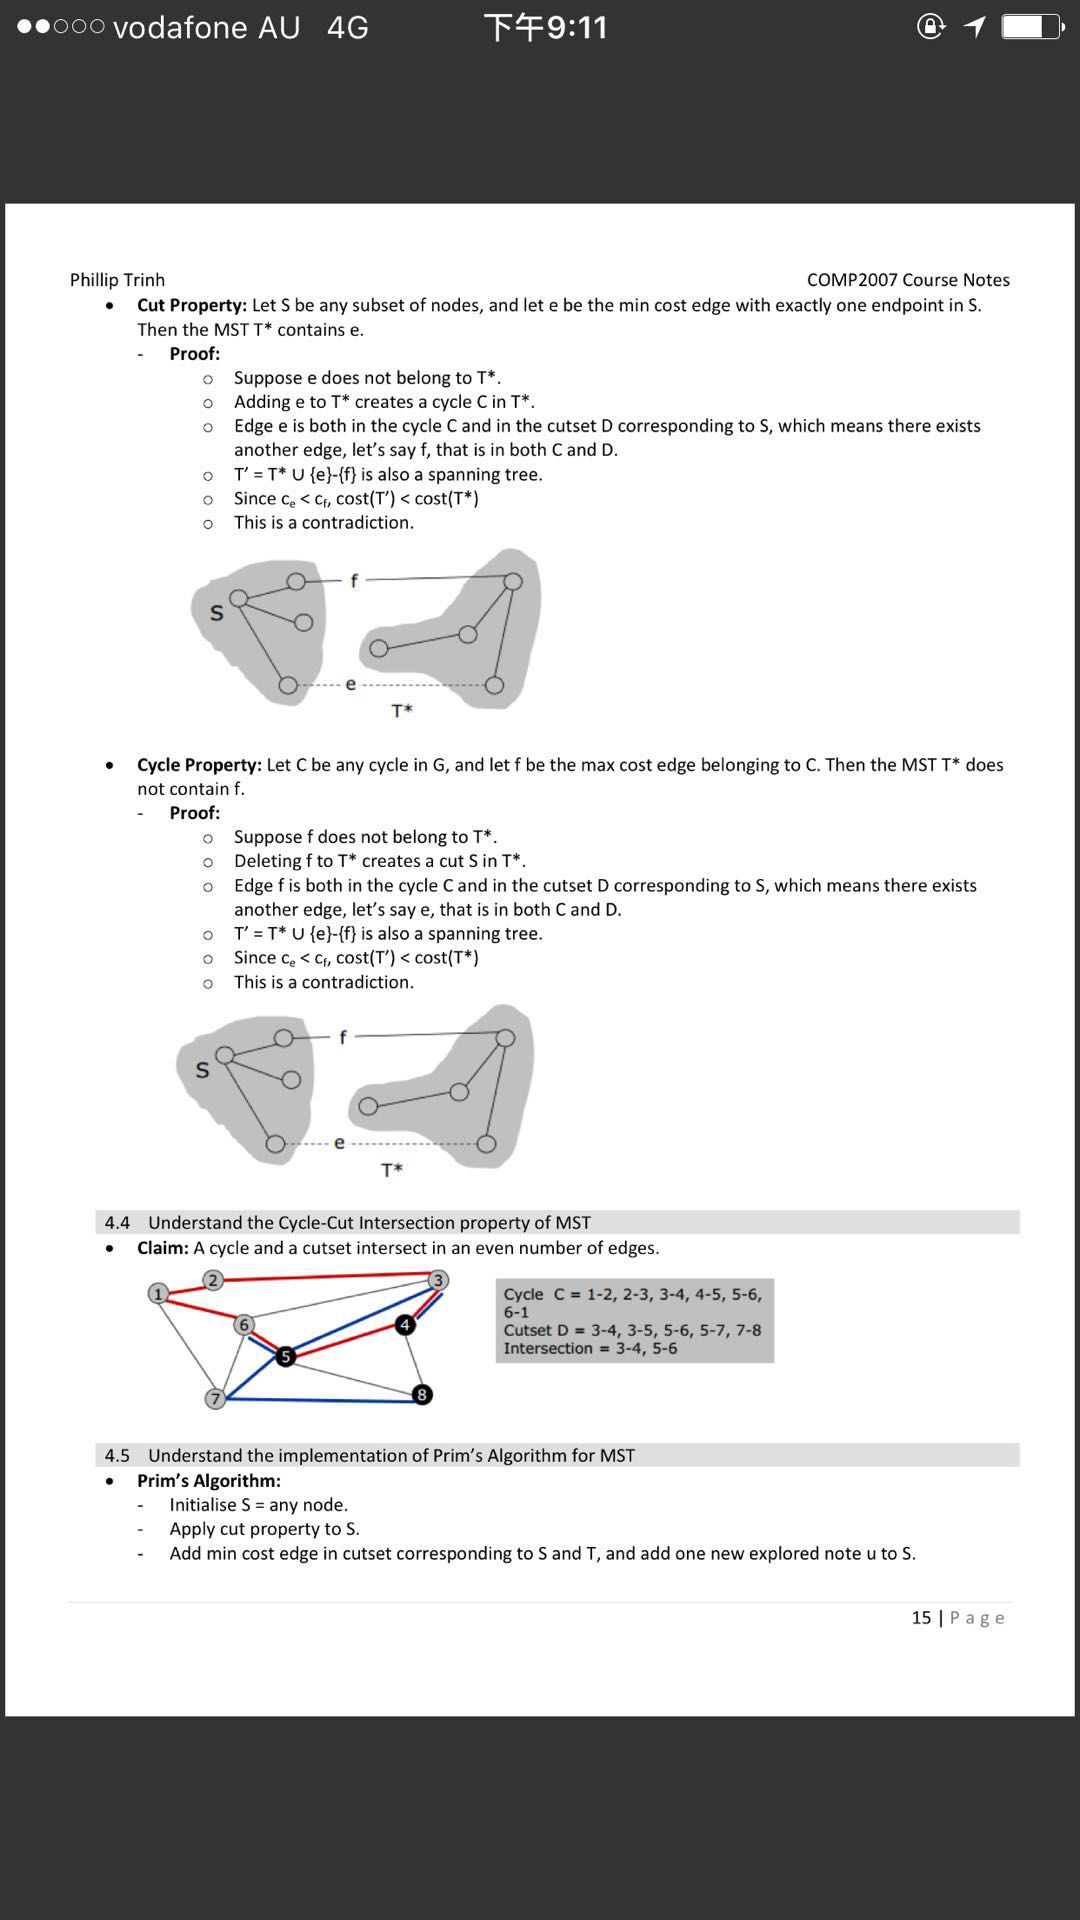 vodafone AU 4G 下午9:11
Phillip Trinh COMP2007 Course Notes
• Cut Property: Let S be any subset of nodes, and let e be the min cost edge with exactly one endpoint in S.
Then the MST T* contains e.
- Proof:
o Suppose e does not belong to T*.
o Adding e to T* creates a cycle C in T*.
o Edge e is both in the cycle C and in the cutset D corresponding to S, which means there exists
another edge, let's say f, that is in both C and D.
o T' = T* ∪ {e}-{f} is also a spanning tree.
o Since cₑ < c_f, cost(T') < cost(T*)
o This is a contradiction.
f
S
e
T*
• Cycle Property: Let C be any cycle in G, and let f be the max cost edge belonging to C. Then the MST T* does
not contain f.
- Proof:
o Suppose f does not belong to T*.
o Deleting f to T* creates a cut S in T*.
o Edge f is both in the cycle C and in the cutset D corresponding to S, which means there exists
another edge, let's say e, that is in both C and D.
o T' = T* ∪ {e}-{f} is also a spanning tree.
o Since cₑ < c_f, cost(T') < cost(T*)
o This is a contradiction.
f
S
e
T*
4.4 Understand the Cycle-Cut Intersection property of MST
• Claim: A cycle and a cutset intersect in an even number of edges.
2 3
1
6 4
5
7 8
Cycle C = 1-2, 2-3, 3-4, 4-5, 5-6,
6-1
Cutset D = 3-4, 3-5, 5-6, 5-7, 7-8
Intersection = 3-4, 5-6
4.5 Understand the implementation of Prim's Algorithm for MST
• Prim's Algorithm:
- Initialise S = any node.
- Apply cut property to S.
- Add min cost edge in cutset corresponding to S and T, and add one new explored note u to S.
15 | Page